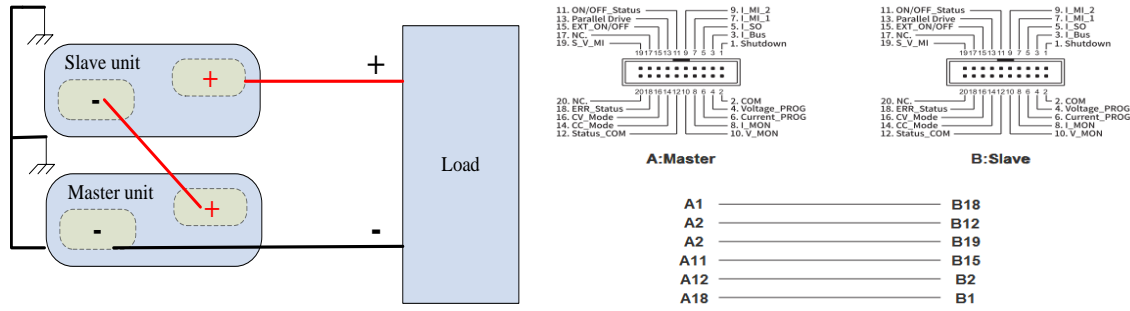 Slave unit
+
-
Master unit
+
-
+
-
Load
11. ON/OFF_Status
13. Parallel Drive
15. EXT_ON/OFF
17. NC.
19. S_V_MI
9. I_MI_2
7. I_MI_1
5. I_SO
3. I_Bus
1. Shutdown
19 17 15 13 11 9 7 5 3 1
20 18 16 14 12 10 8 6 4 2
20. NC.
18. ERR_Status
16. CV_Mode
14. CC_Mode
12. Status_COM
2. COM
4. Voltage_PROG
6. Current_PROG
8. I_MON
10. V_MON
A:Master
11. ON/OFF_Status
13. Parallel Drive
15. EXT_ON/OFF
17. NC.
19. S_V_MI
9. I_MI_2
7. I_MI_1
5. I_SO
3. I_Bus
1. Shutdown
19 17 15 13 11 9 7 5 3 1
20 18 16 14 12 10 8 6 4 2
20. NC.
18. ERR_Status
16. CV_Mode
14. CC_Mode
12. Status_COM
2. COM
4. Voltage_PROG
6. Current_PROG
8. I_MON
10. V_MON
B:Slave
A1 B18
A2 B12
A2 B19
A11 B15
A12 B2
A18 B1